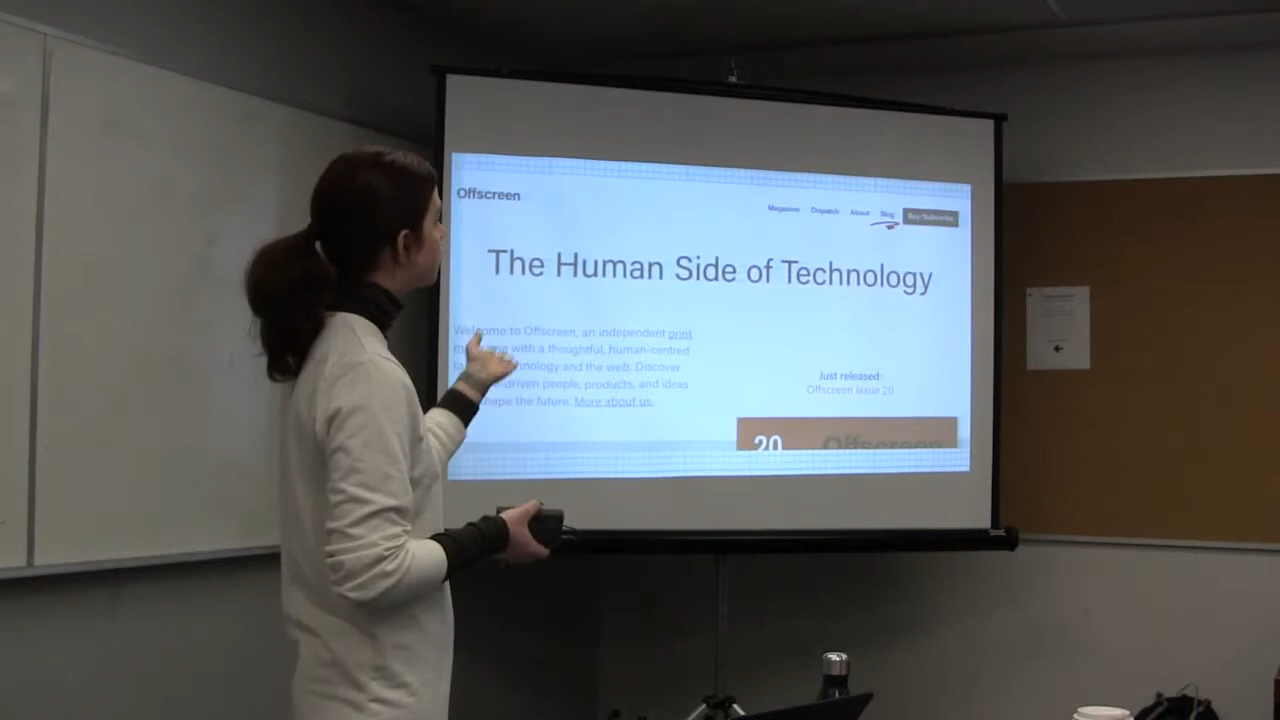 Offscreen
Magazine Dispatch About Blog Buy/Subscribe
The Human Side of Technology
Welcome to Offscreen, an independent print
with a thoughtful, human-centred
and the web. Discover
-driven people, products, and ideas
shape the future. More about us.
Just released:
Offscreen Issue 20
20 Offscreen